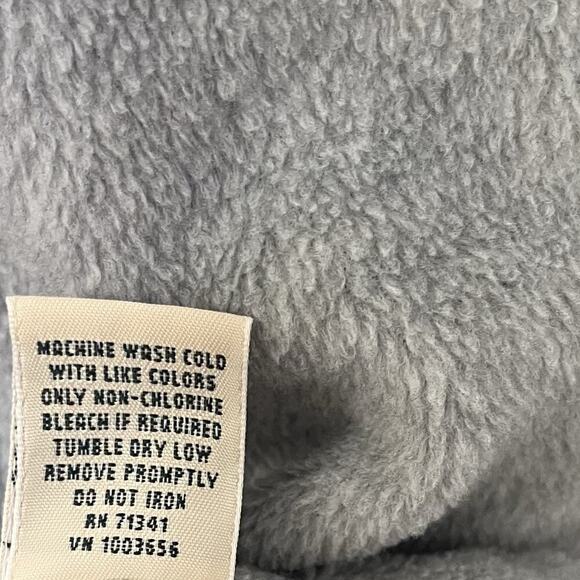 MACHINE WASH COLD
WITH LIKE COLORS
ONLY NON-CHLORINE
BLEACH IF REQUIRED
TUMBLE DRY LOW
REMOVE PROMPTLY
DO NOT IRON
RN 71341
VN 1003656